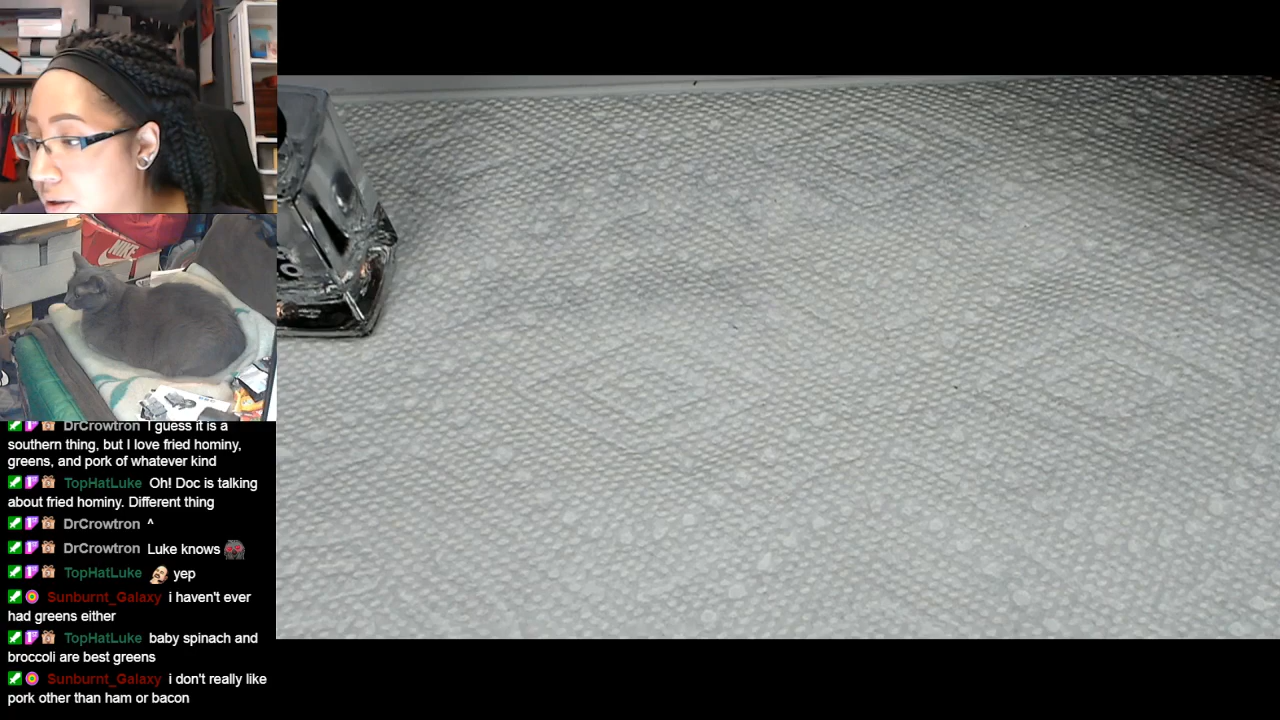 NIKE
DrCrowtron I guess it is a
southern thing, but I love fried hominy,
greens, and pork of whatever kind
TopHatLuke Oh! Doc is talking
about fried hominy. Different thing
DrCrowtron ^
DrCrowtron Luke knows
TopHatLuke yep
Sunburnt_Galaxy i haven't ever
had greens either
TopHatLuke baby spinach and
broccoli are best greens
Sunburnt_Galaxy i don't really like
pork other than ham or bacon